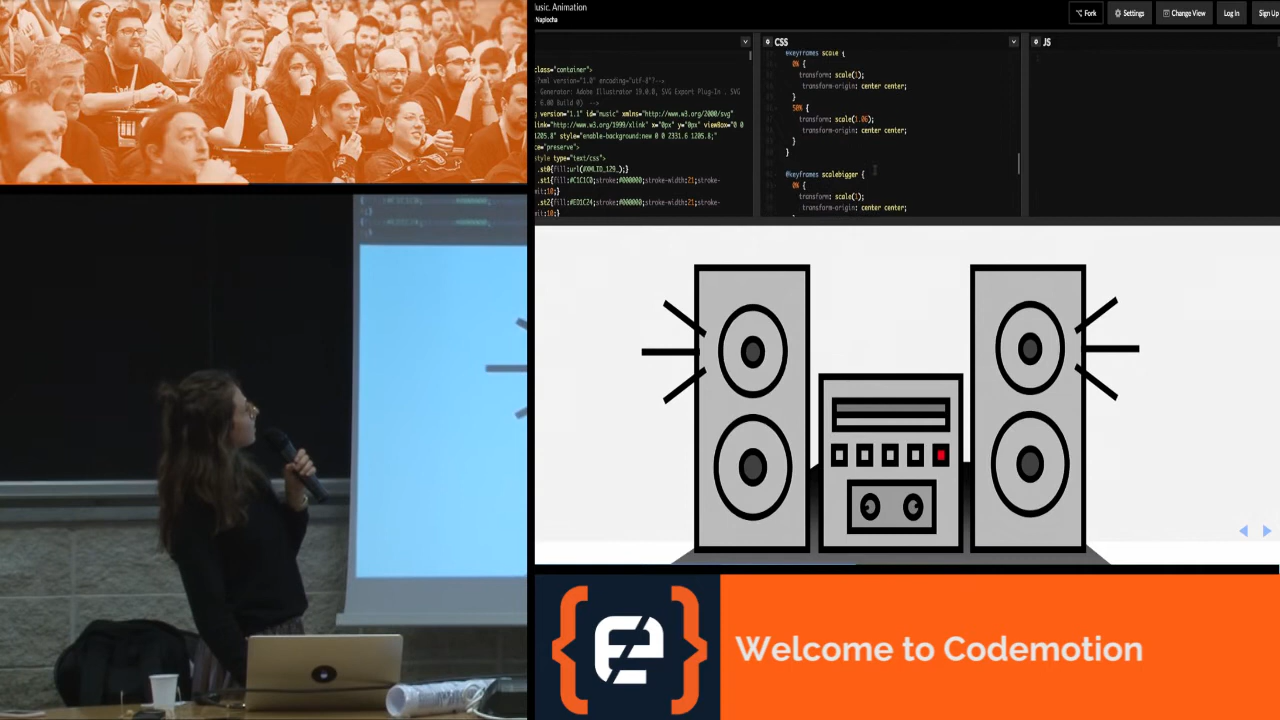 usic. Animation
Naplocha
Fork
Settings
Change View
Log In
Sign Up
CSS
JS
class="container">
?xml version="1.0" encoding="utf-8"?-->
Generator: Adobe Illustrator 19.0.0, SVG Export Plug-In . SVG
6.00 Build 0) -->
g version="1.1" id="music" xmlns="http://www.w3.org/2000/svg"
link="http://www.w3.org/1999/xlink" x="0px" y="0px" viewBox="0 0
1205.8" style="enable-background:new 0 0 2331.6 1205.8;"
ce="preserve">
style type="text/css">
.st0{fill:url(#XMLID_129_);}
.st1{fill:#C1C1C0;stroke:#000000;stroke-width:21;stroke-
mit:10;}
.st2{fill:#ED1C24;stroke:#000000;stroke-width:21;stroke-
mit:10;}
@keyframes scale {
0% {
transform: scale(1);
transform-origin: center center;
}
50% {
transform: scale(1.06);
transform-origin: center center;
}
}
@keyframes scalebigger {
0% {
transform: scale(1);
transform-origin: center center;
Welcome to Codemotion